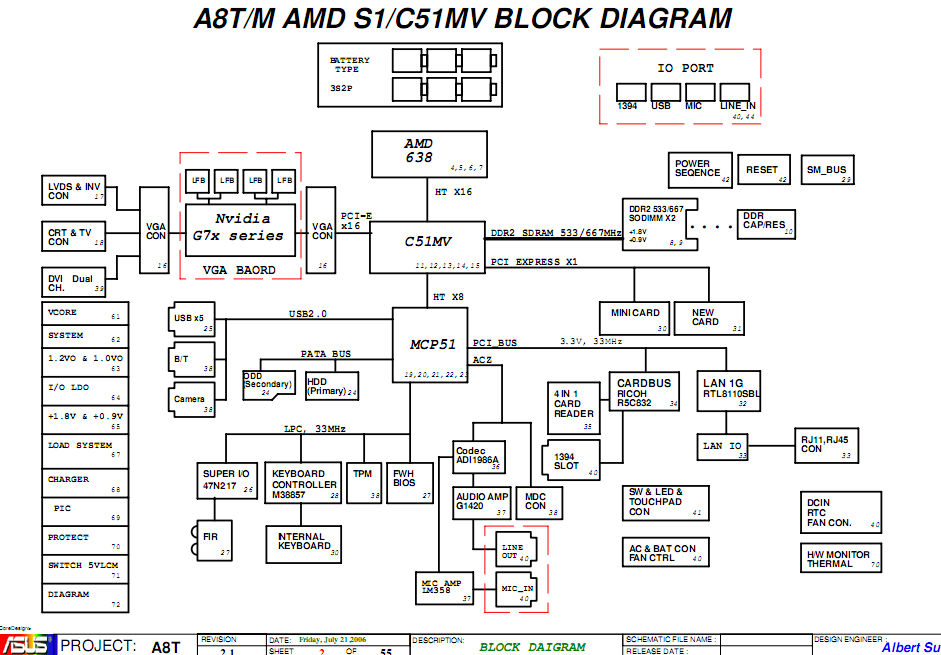 A8T/M AMD S1/C51MV BLOCK DIAGRAM
BATTERY
TYPE
3S2P
IO PORT
1394 USB MIC LINE_IN
40,44
AMD
638
4,5,6,7
HT X16
POWER
SEQENCE
42
RESET
42
SM_BUS
29
LVDS & INV
CON
17
CRT & TV
CON
18
DVI Dual
CH.
39
VGA
CON
16
LFB LFB LFB LFB
Nvidia
G7x series
VGA BAORD
VGA
CON
16
PCI-E
x16
C51MV
11,12,13,14,15
DDR2 SDRAM 533/667MHz
DDR2 533/667
SODIMM X2
+1.8V
+0.9V
8,9
DDR
CAP/RES
10
PCI EXPRESS X1
HT X8
MINICARD
30
NEW
CARD
31
VCORE
61
SYSTEM
62
1.2VO & 1.0VO
63
I/O LDO
64
+1.8V & +0.9V
65
LOAD SYSTEM
67
CHARGER
68
PIC
69
PROTECT
70
SWITCH 5VLCM
71
DIAGRAM
72
USB x5
25
B/T
38
Camera
38
USB2.0
PATA BUS
ODD
(Secondary)
24
HDD
(Primary)
24
MCP51
19,20,21,22,23
PCI_BUS
3.3V, 33MHz
ACZ
4 IN 1
CARD
READER
35
CARDBUS
RICOH
R5C832
34
LAN 1G
RTL8110SBL
32
1394
SLOT
40
LAN IO
33
RJ11,RJ45
CON
33
LPC, 33MHz
SUPER I/O
47N217
26
KEYBOARD
CONTROLLER
M38857
28
TPM
38
FWH
BIOS
27
Codec
ADI1986A
36
AUDIO AMP
G1420
37
MDC
CON
38
FIR
27
INTERNAL
KEYBOARD
30
LINE
OUT
40
MIC_AMP
LM358
37
MIC_IN
40
SW & LED &
TOUCHPAD
CON
41
AC & BAT CON
FAN CTRL
40
DCIN
RTC
FAN CON.
40
H/W MONITOR
THERMAL
70
ASUS PROJECT: A8T
REVISION
2.1
DATE: Friday, July 21, 2006
SHEET 2 OF 55
DESCRIPTION:
BLOCK DAIGRAM
SCHEMATIC FILE NAME :
RELEASE DATE :
DESIGN ENGINEER :
Albert Su